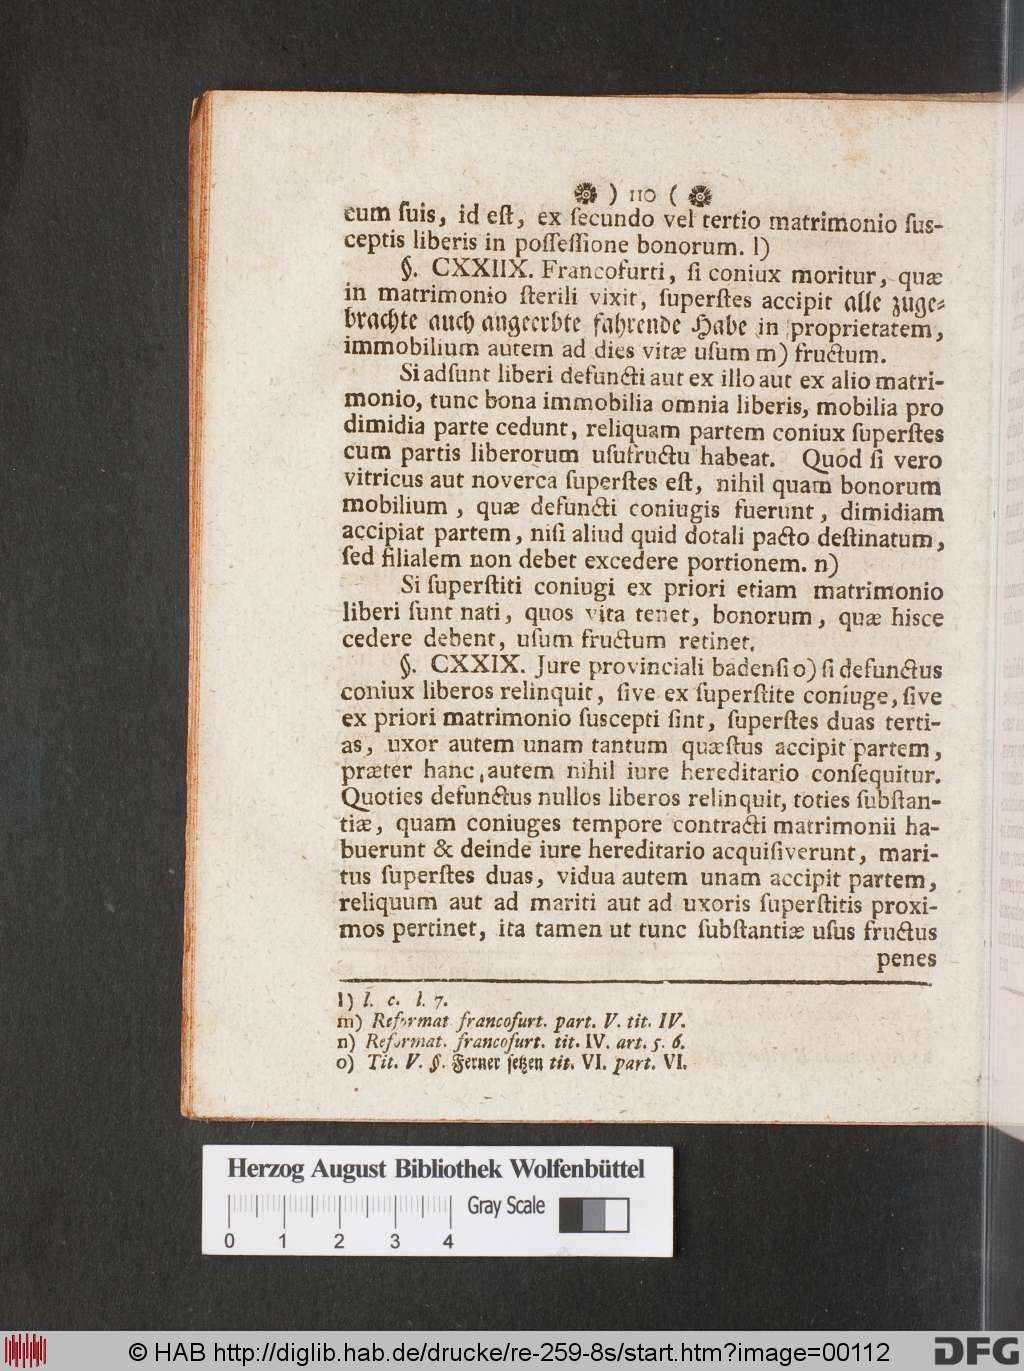 ) 110 (
cum ſuis, id eſt, ex ſecundo vel tertio matrimonio ſuſ-
ceptis liberis in poſſeſſione bonorum. l)
§. CXXIIX. Francofurti, ſi coniux moritur, quæ
in matrimonio ſterili vixit, ſuperſtes accipit alle zuge-
brachte auch angeerbte fahrende Habe in proprietatem,
immobilium autem ad dies vitæ uſum m) fructum.
Si adſunt liberi defuncti aut ex illo aut ex alio matri-
monio, tunc bona immobilia omnia liberis, mobilia pro
dimidia parte cedunt, reliquam partem coniux ſuperſtes
cum partis liberorum uſufructu habeat. Quod ſi vero
vitricus aut noverca ſuperſtes eſt, nihil quam bonorum
mobilium, quæ defuncti coniugis fuerunt, dimidiam
accipiat partem, niſi aliud quid dotali pacto deſtinatum,
ſed filialem non debet excedere portionem. n)
Si ſuperſtiti coniugi ex priori etiam matrimonio
liberi ſunt nati, quos vita tenet, bonorum, quæ hisce
cedere debent, uſum fructum retinet.
§. CXXIX. Jure provinciali badenſi o) ſi defunctus
coniux liberos relinquit, ſive ex ſuperſtite coniuge, ſive
ex priori matrimonio ſuscepti ſint, ſuperſtes duas terti-
as, uxor autem unam tantum quæſtus accipit partem,
præter hanc autem nihil iure hereditario conſequitur.
Quoties defunctus nullos liberos relinquit, toties ſubſtan-
tiæ, quam coniuges tempore contracti matrimonii ha-
buerunt & deinde iure hereditario acquiſiverunt, mari-
tus ſuperſtes duas, vidua autem unam accipit partem,
reliquum aut ad mariti aut ad uxoris ſuperſtitis proxi-
mos pertinet, ita tamen ut tunc ſubſtantiæ uſus fructus
penes
l) l. c. l. 7.
m) Reformat francofurt. part. V. tit. IV.
n) Reformat. francofurt. tit. IV. art. 5. 6.
o) Tit. V. §. Ferner ſetzen tit. VI. part. VI.
Herzog August Bibliothek Wolfenbüttel
Gray Scale
0 1 2 3 4
© HAB http://diglib.hab.de/drucke/re-259-8s/start.htm?image=00112
DFG